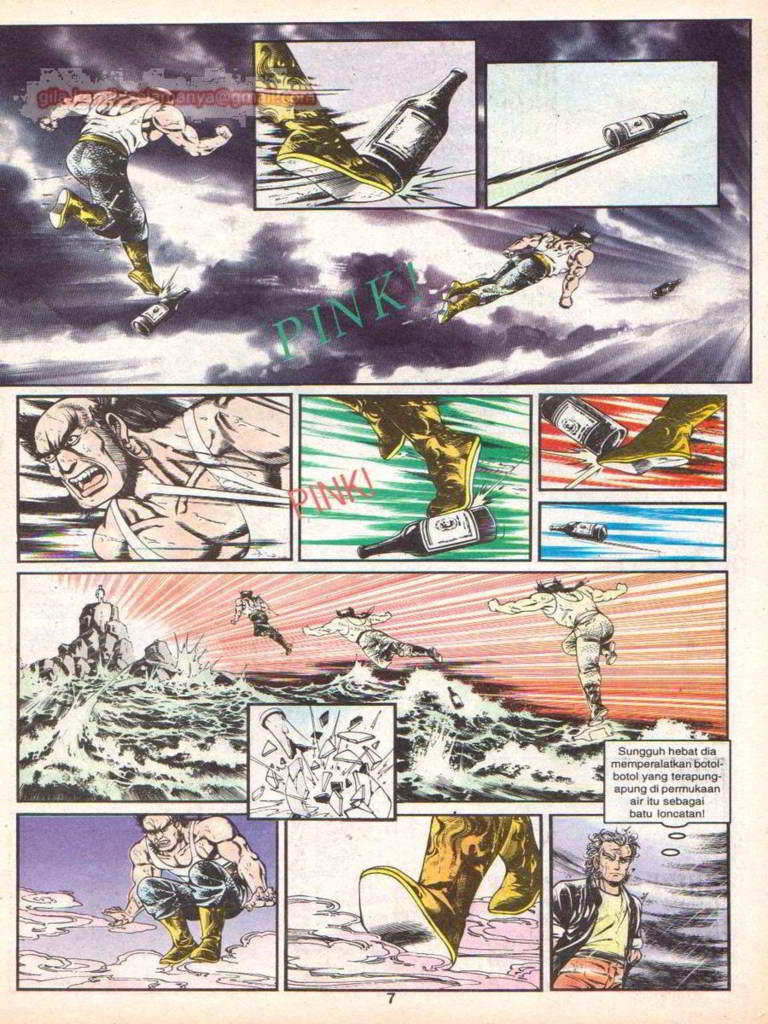 PINK!
PINK!
Sungguh hebat dia
memperalatkan botol-
botol yang terapung-
apung di permukaan
air itu sebagai
batu loncatan!
7